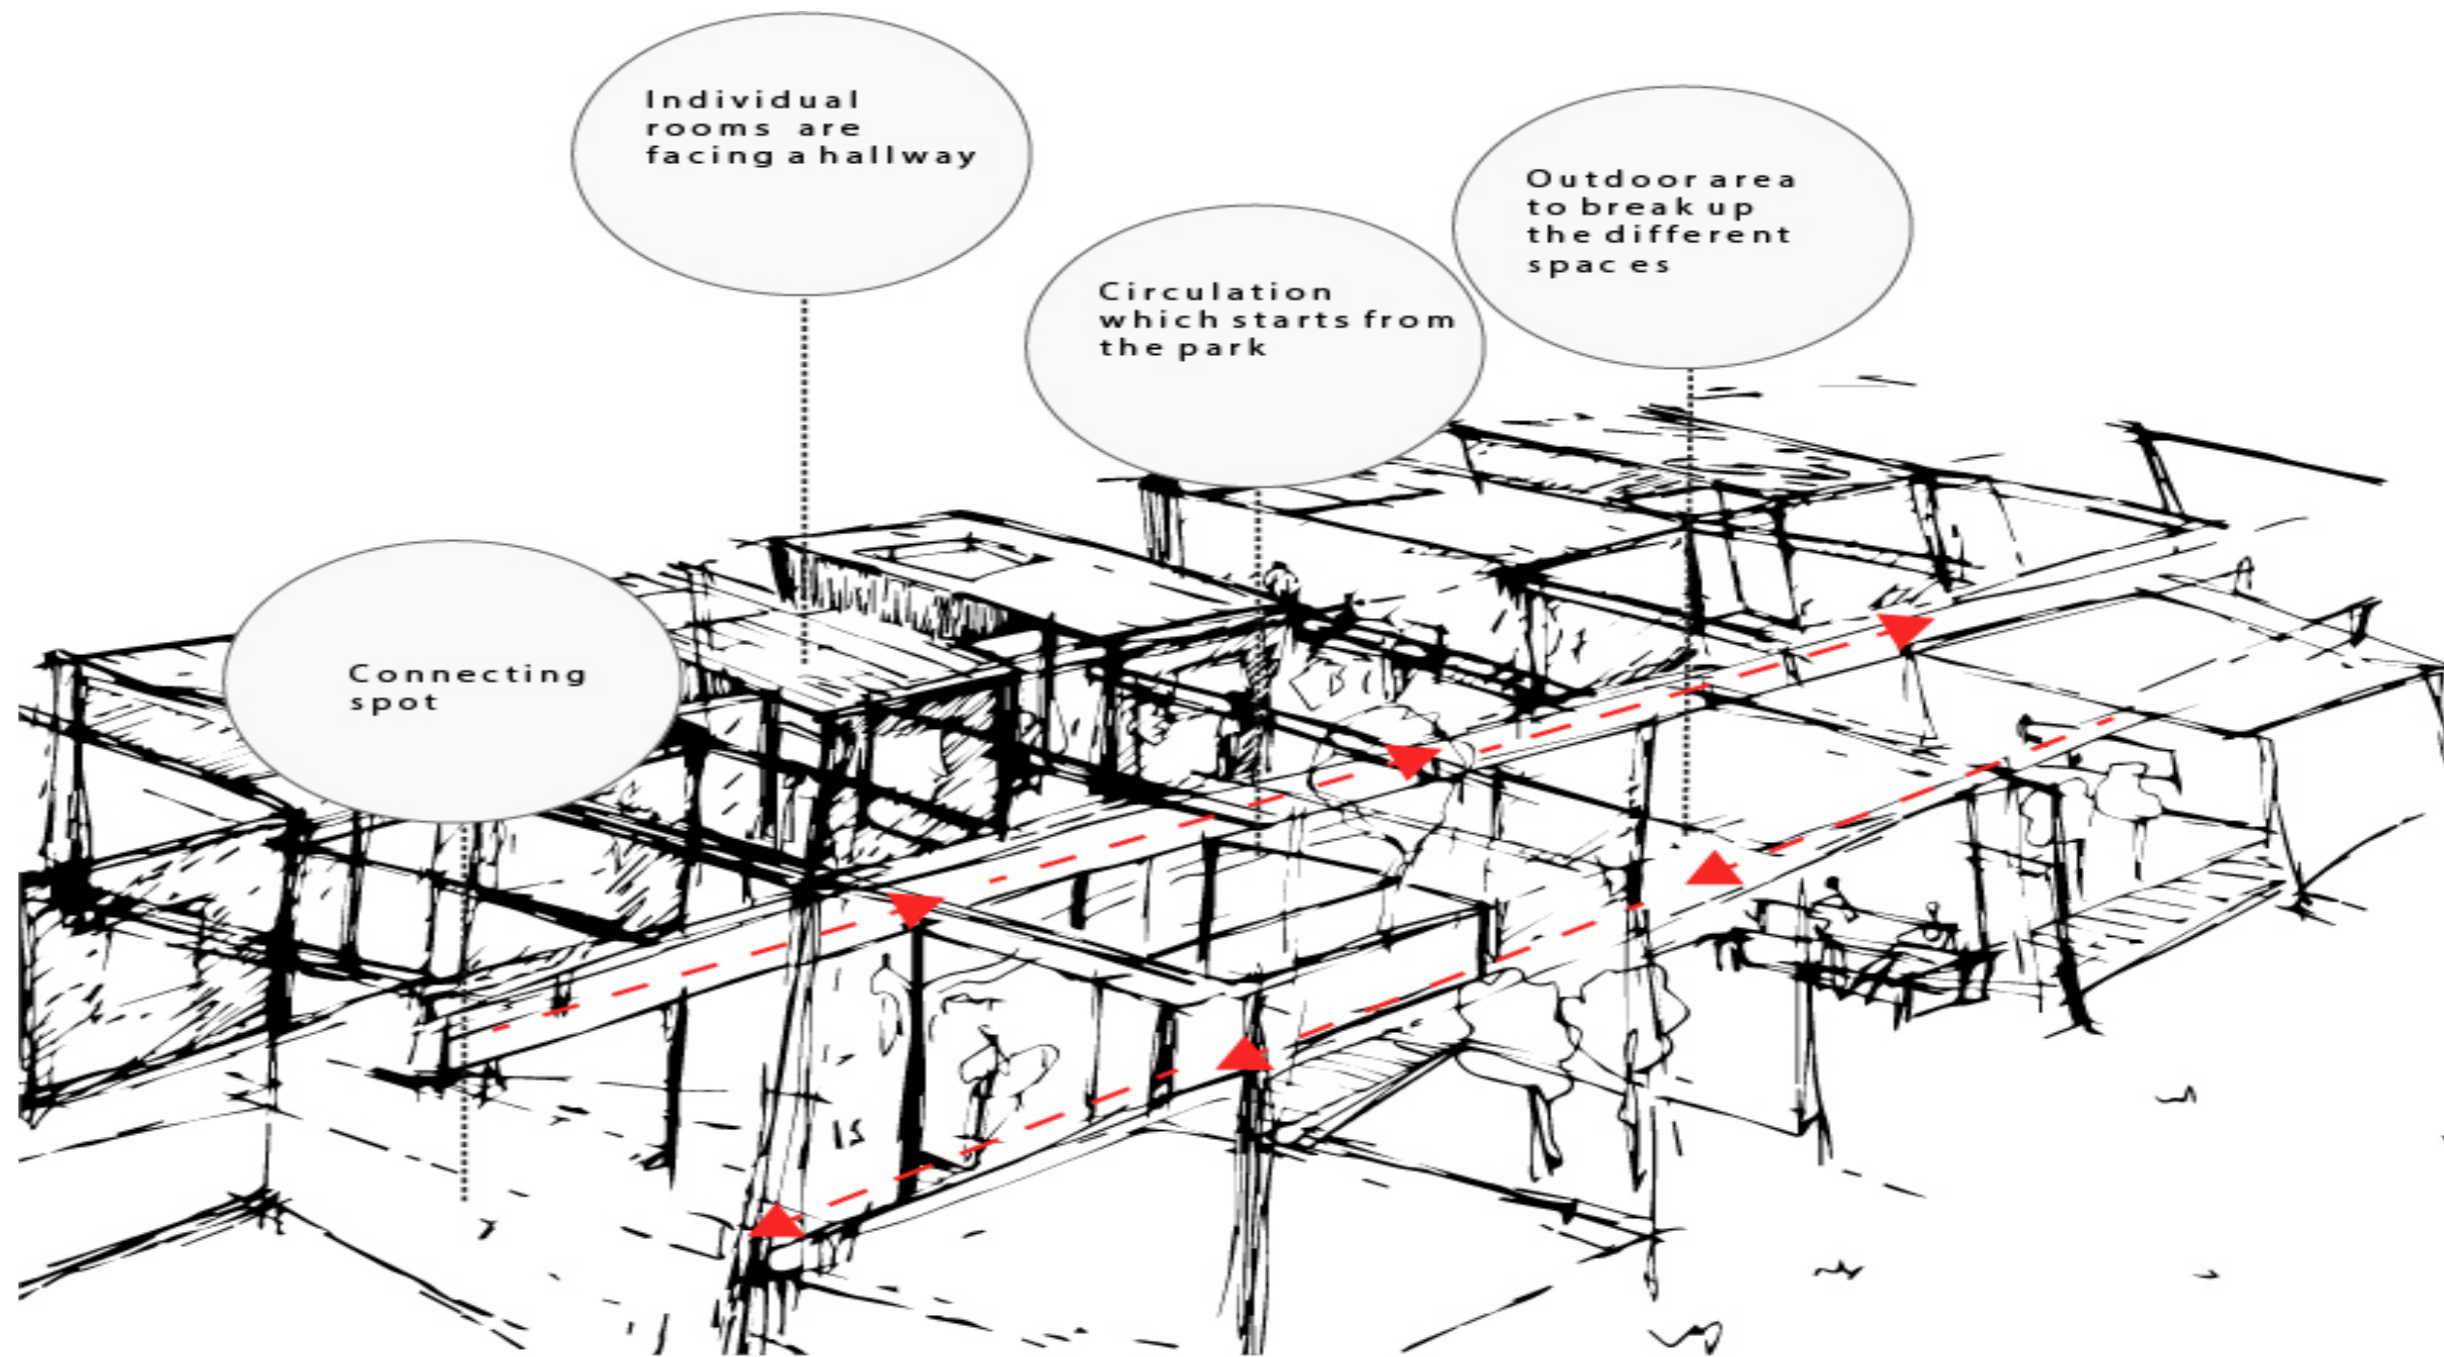 Individual
rooms are
facing a hallway
Outdoor area
to break up
the different
spac es
Circulation
which starts from
the park
Connecting
spot